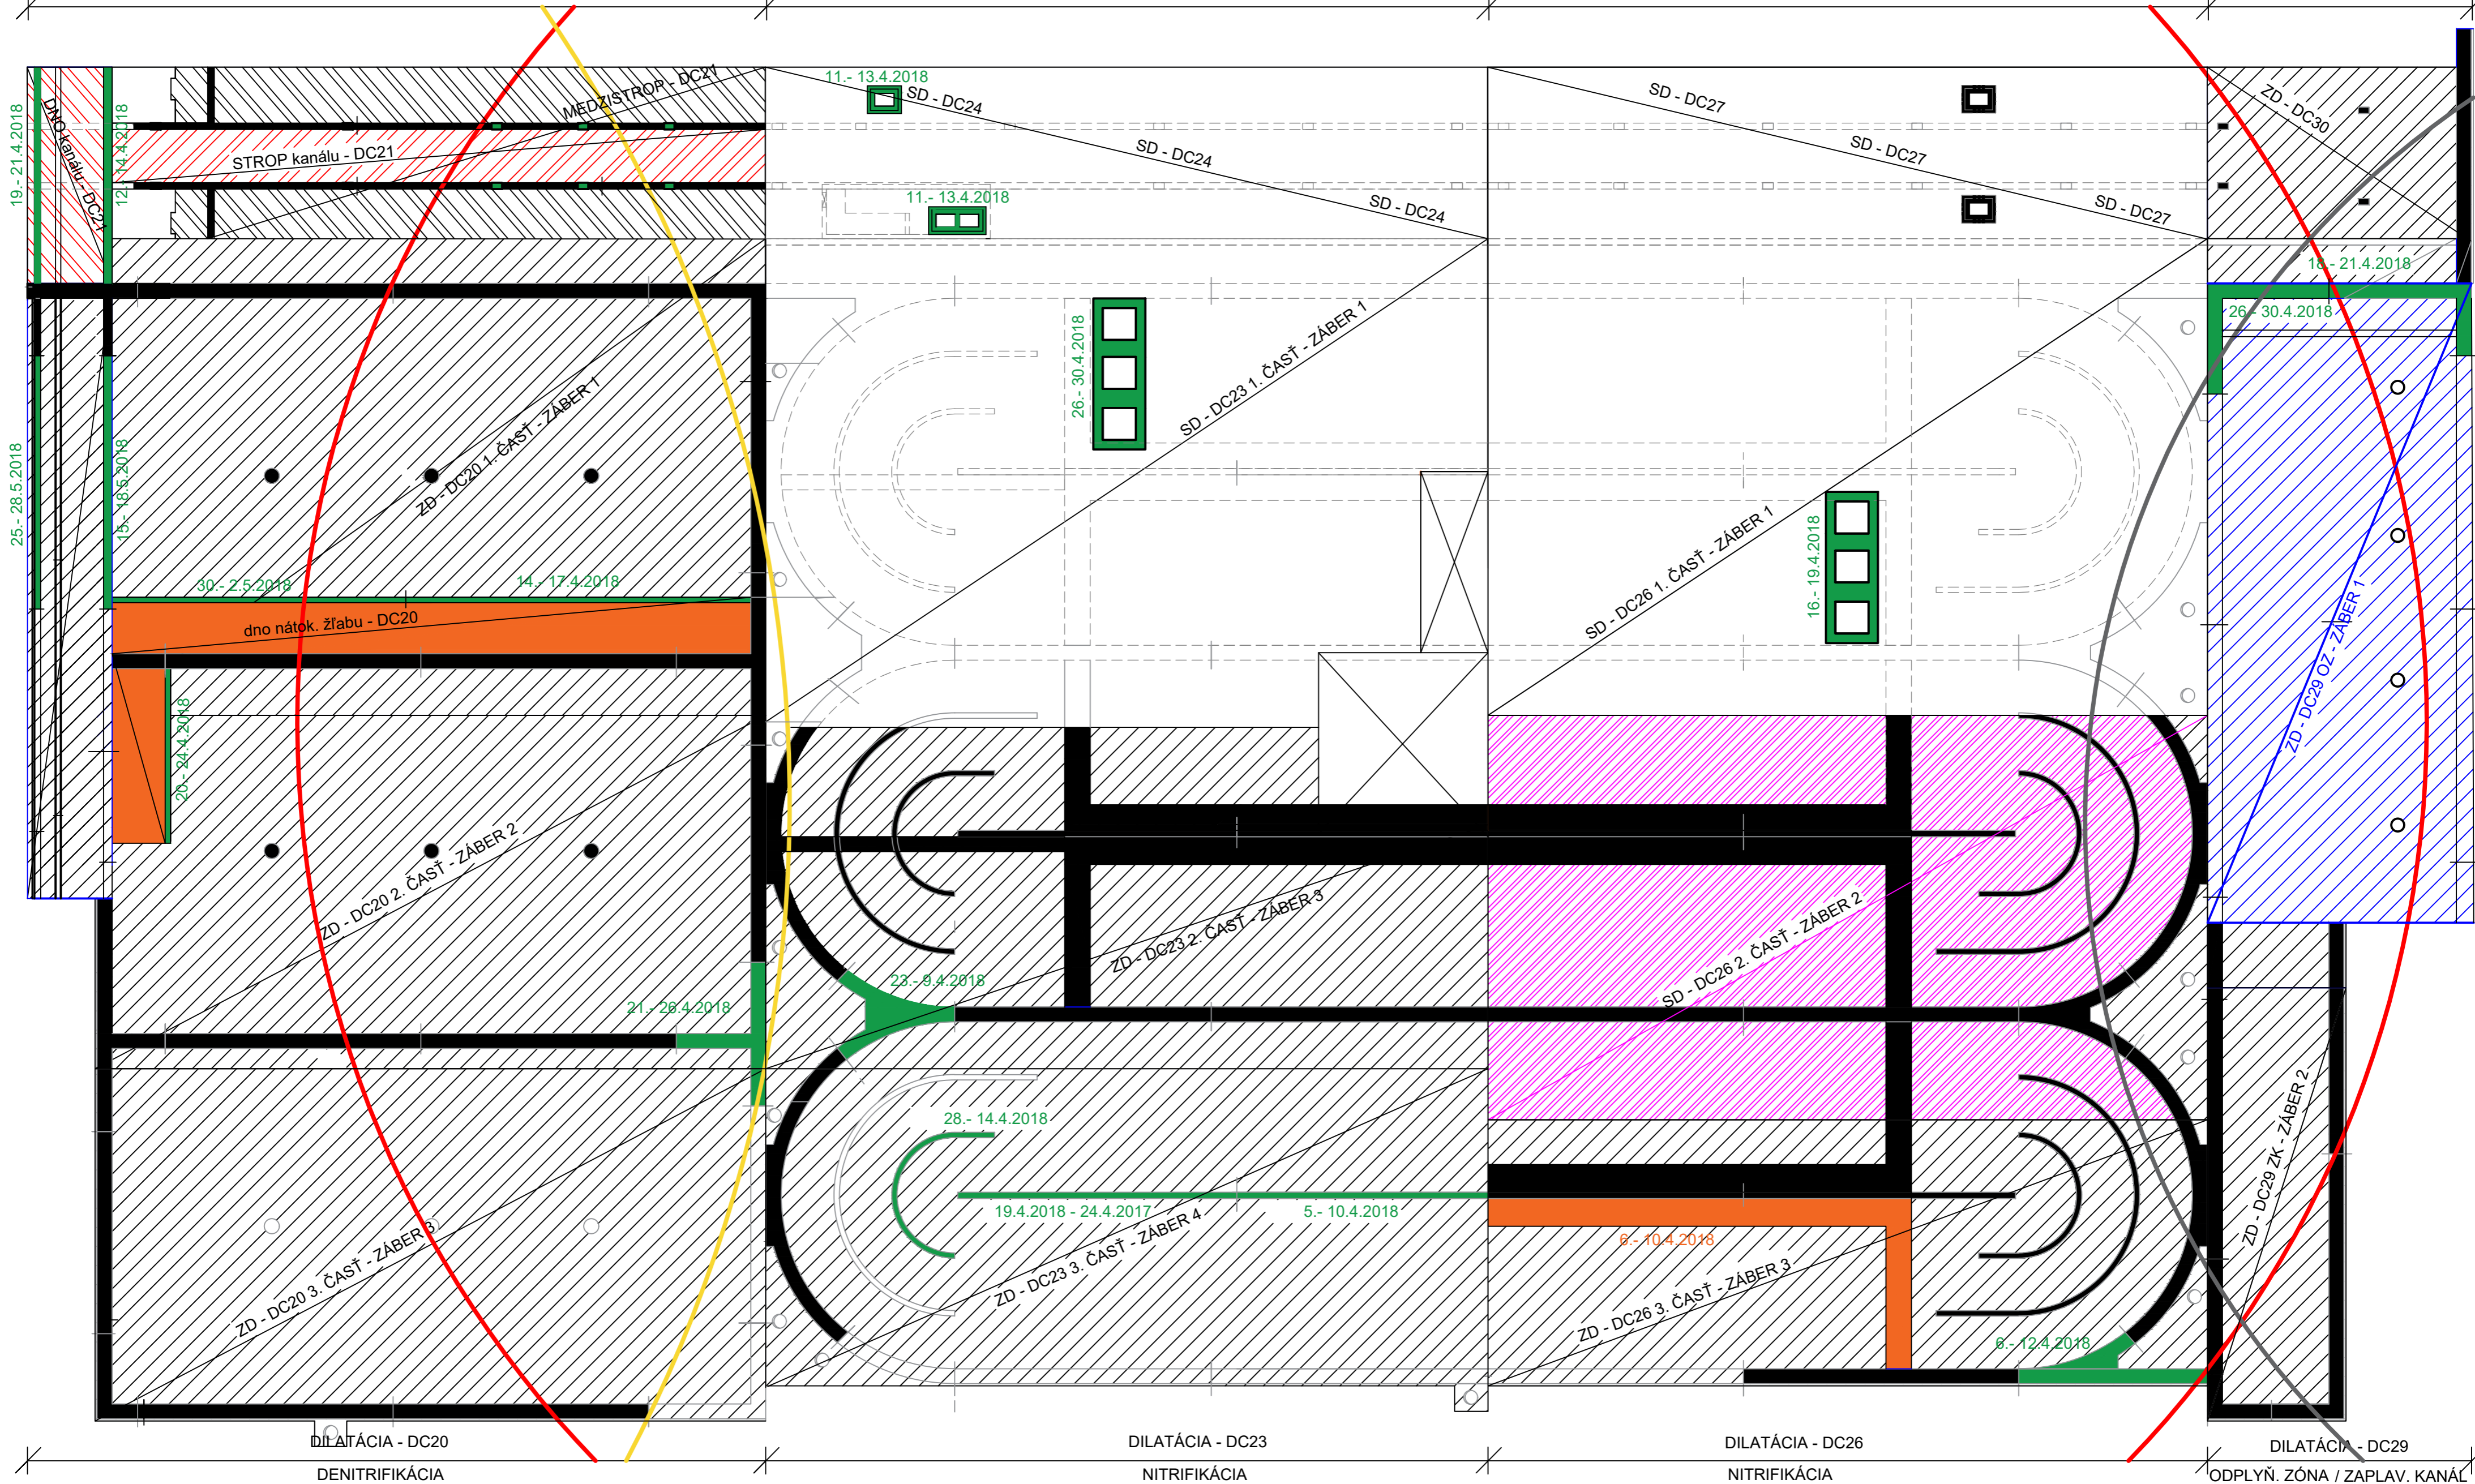 11.- 13.4.2018
MEDZISTROP - DC21
SD - DC24
SD - DC27
ZD - DC30
19.- 21.4.2018
DNO kanálu - DC21
12.- 14.4.2018
STROP kanálu - DC21
SD - DC24
SD - DC27
11.- 13.4.2018
SD - DC24
SD - DC27
18.- 21.4.2018
26.- 30.4.2018
26.- 30.4.2018
SD - DC23 1. ČASŤ - ZÁBER 1
ZD - DC20 1. ČASŤ - ZÁBER 1
25.- 28.5.2018
15.- 18.5.2018
SD - DC26 1. ČASŤ - ZÁBER 1
16.- 19.4.2018
30.- 2.5.2018
14.- 17.4.2018
dno nátok. žľabu - DC20
ZD - DC29 OZ - ZÁBER 1
20.- 24.4.2018
ZD - DC20 2. ČASŤ - ZÁBER 2
ZD - DC23 2. ČASŤ - ZÁBER 3
SD - DC26 2. ČASŤ - ZÁBER 2
23.- 9.4.2018
21.- 26.4.2018
28.- 14.4.2018
ZD - DC29 ZK - ZÁBER 2
19.4.2018 - 24.4.2017
5.- 10.4.2018
6.- 10.4.2018
ZD - DC20 3. ČASŤ - ZÁBER 3
ZD - DC23 3. ČASŤ - ZÁBER 4
ZD - DC26 3. ČASŤ - ZÁBER 3
6.- 12.4.2018
DILATÁCIA - DC20
DILATÁCIA - DC23
DILATÁCIA - DC26
DILATÁCIA - DC29
DENITRIFIKÁCIA
NITRIFIKÁCIA
NITRIFIKÁCIA
ODPLYŇ. ZÓNA / ZAPLAV. KANÁL